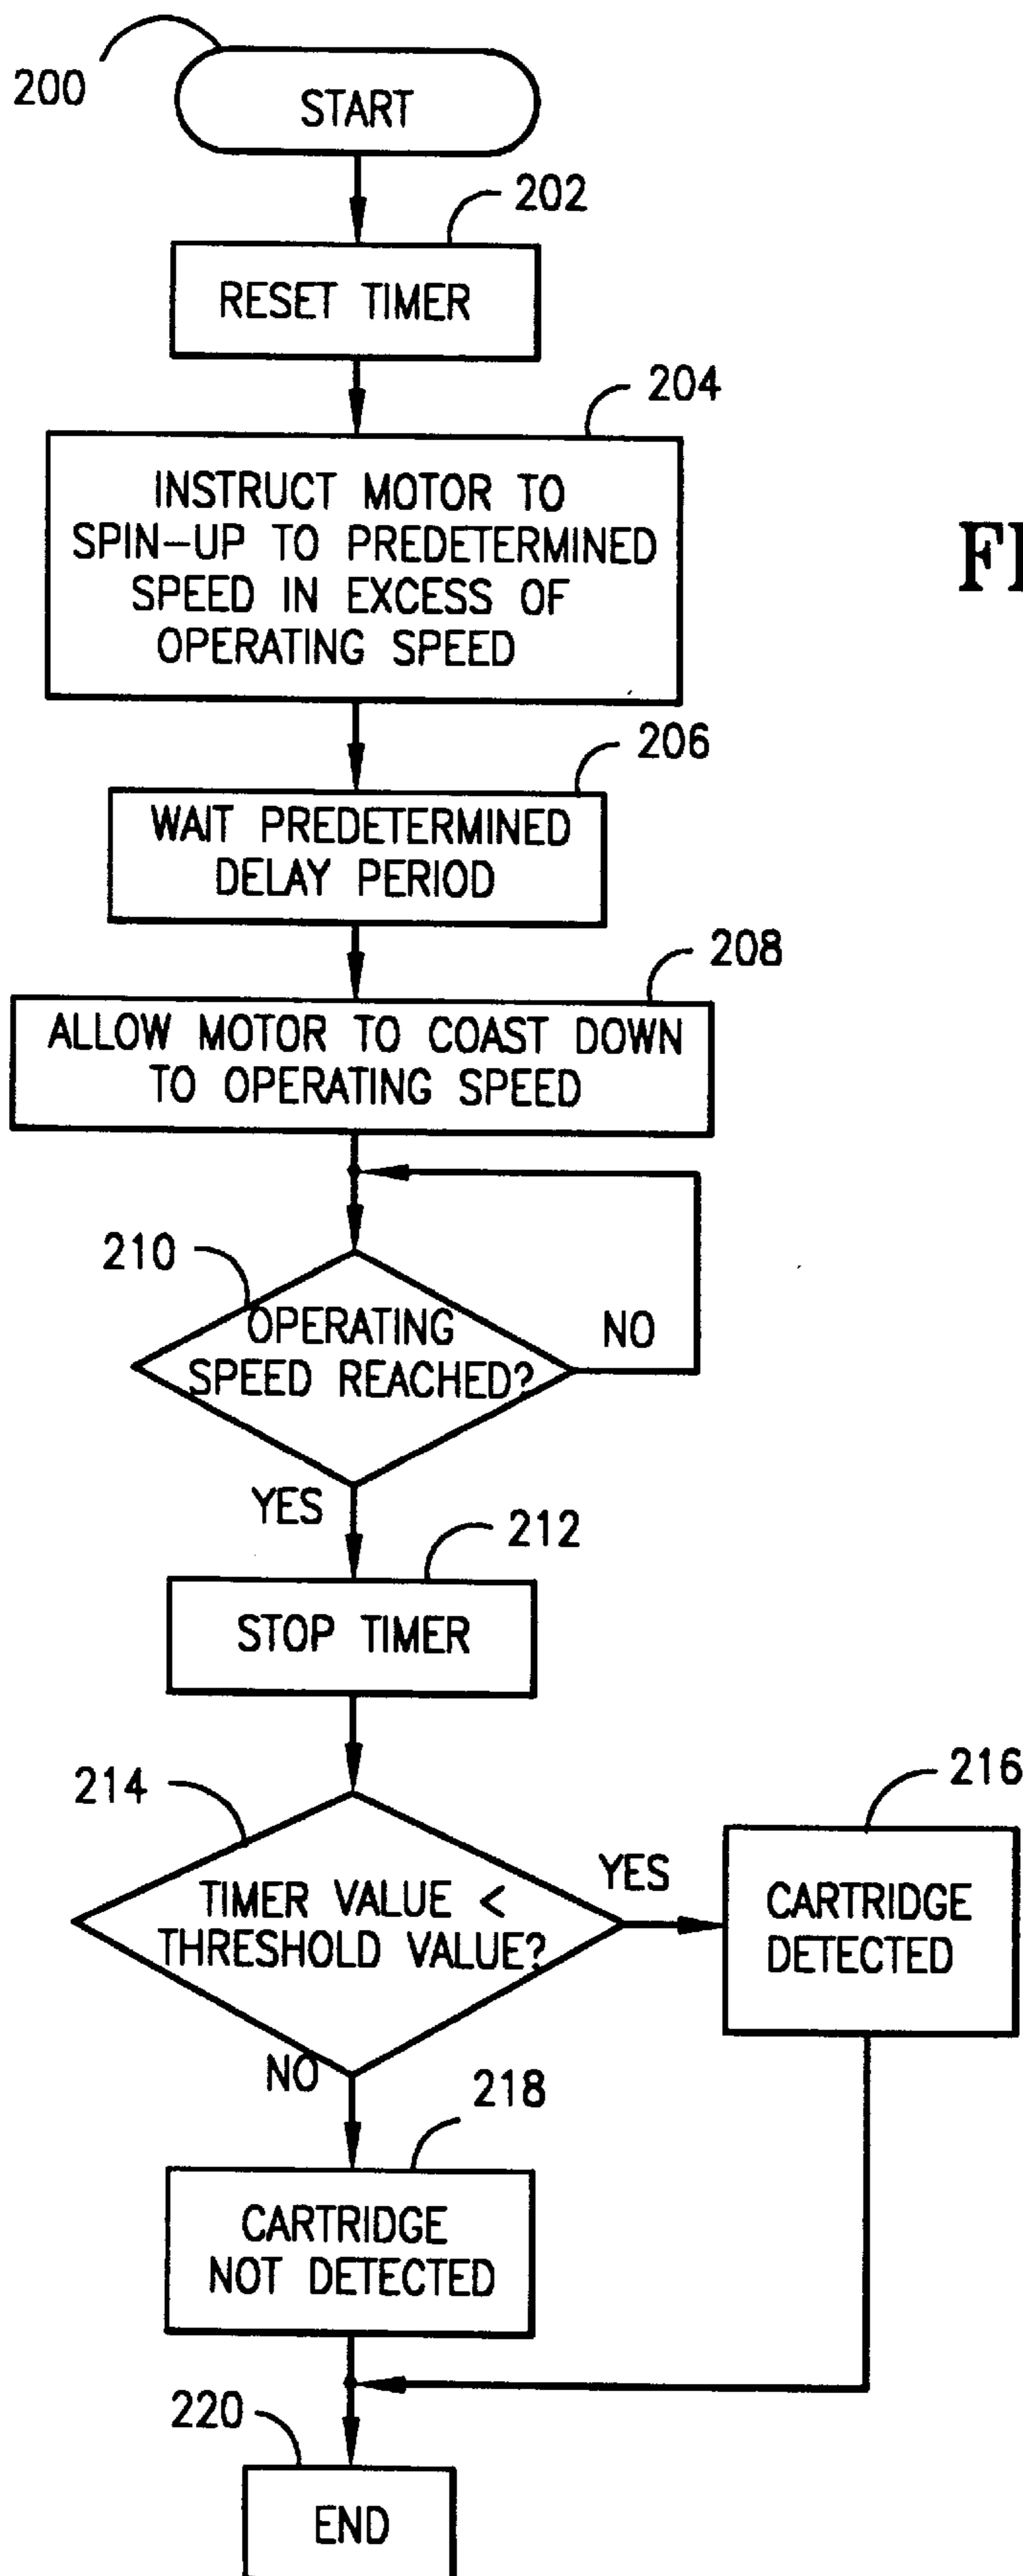 200
START
202
RESET TIMER
204
INSTRUCT MOTOR TO
SPIN-UP TO PREDETERMINED
SPEED IN EXCESS OF
OPERATING SPEED
206
WAIT PREDETERMINED
DELAY PERIOD
208
ALLOW MOTOR TO COAST DOWN
TO OPERATING SPEED
210
OPERATING
SPEED REACHED?
NO
YES
212
STOP TIMER
214
TIMER VALUE <
THRESHOLD VALUE?
YES
216
CARTRIDGE
DETECTED
NO
218
CARTRIDGE
NOT DETECTED
220
END